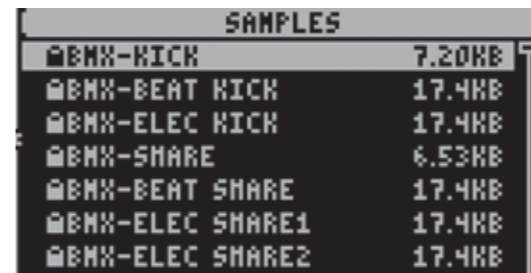 SAMPLES
BMX-KICK 7.20KB
BMX-BEAT KICK 17.4KB
BMX-ELEC KICK 17.4KB
BMX-SNARE 6.53KB
BMX-BEAT SNARE 17.4KB
BMX-ELEC SNARE1 17.4KB
BMX-ELEC SNARE2 17.4KB